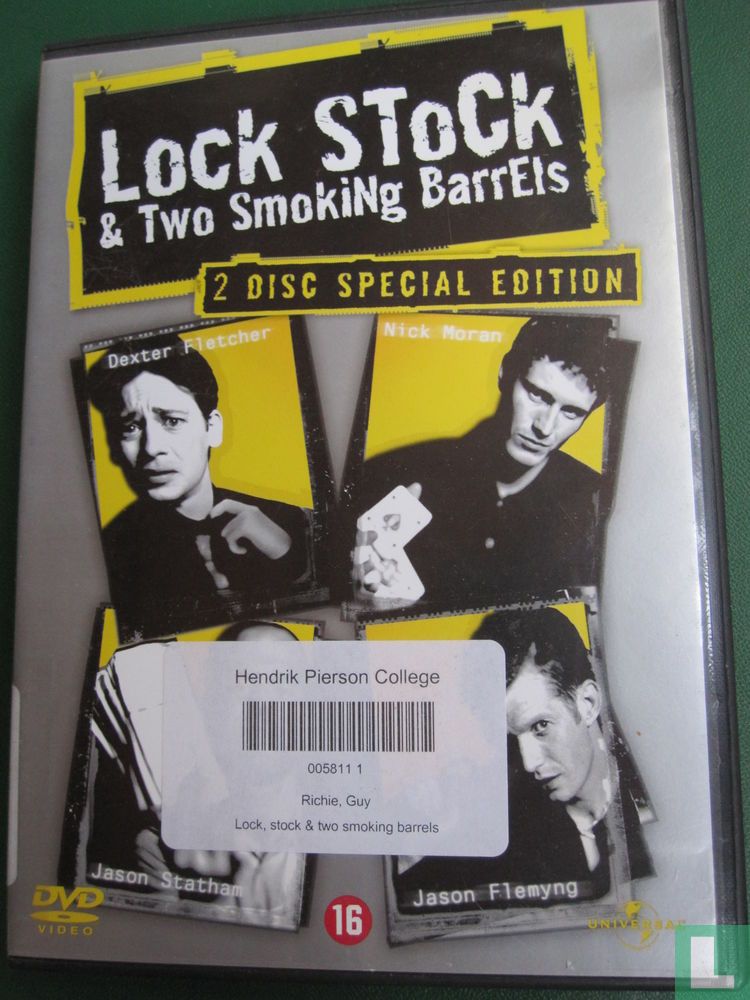 Lock SToCk
& Two SmokiNg BarrEls
2 DISC SPECIAL EDITION
Dexter Fletcher
Nick Moran
Hendrik Pierson College
005811 1
Richie, Guy
Lock, stock & two smoking barrels
Jason Statham
Jason Flemyng
DVD
VIDEO
16
UNIVERSAL
L